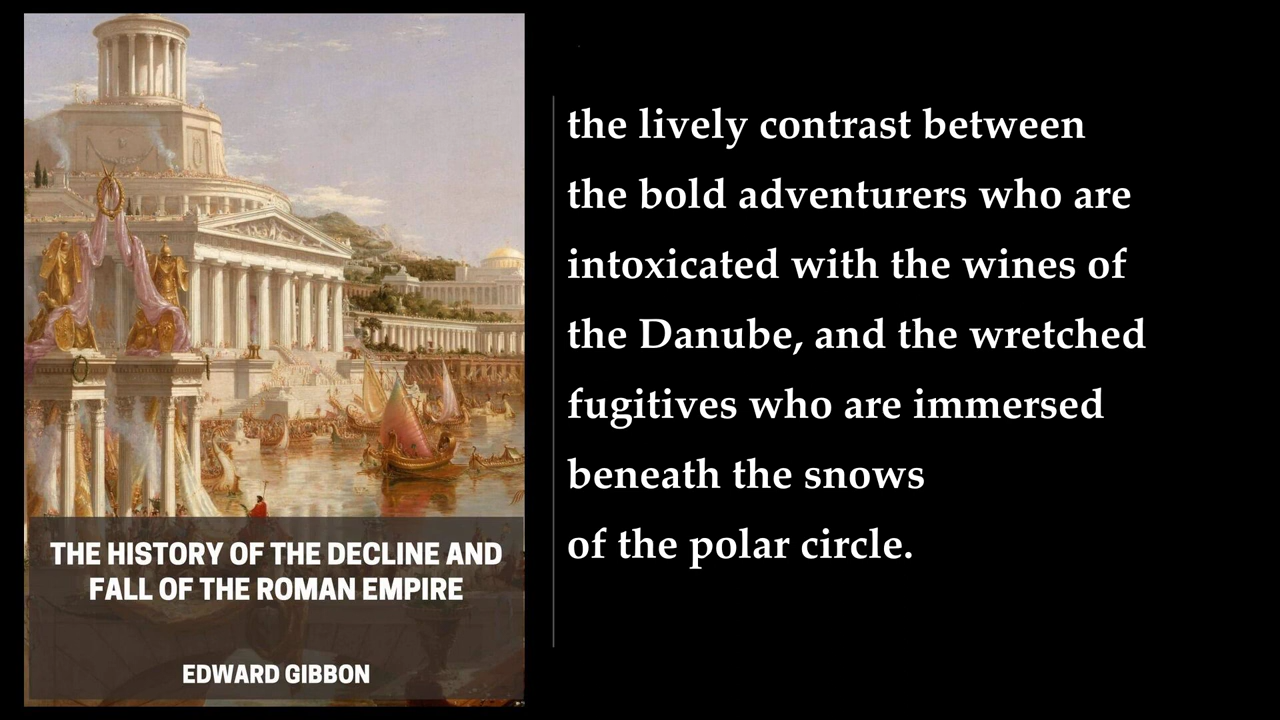 THE HISTORY OF THE DECLINE AND
FALL OF THE ROMAN EMPIRE
EDWARD GIBBON
the lively contrast between
the bold adventurers who are
intoxicated with the wines of
the Danube, and the wretched
fugitives who are immersed
beneath the snows
of the polar circle.